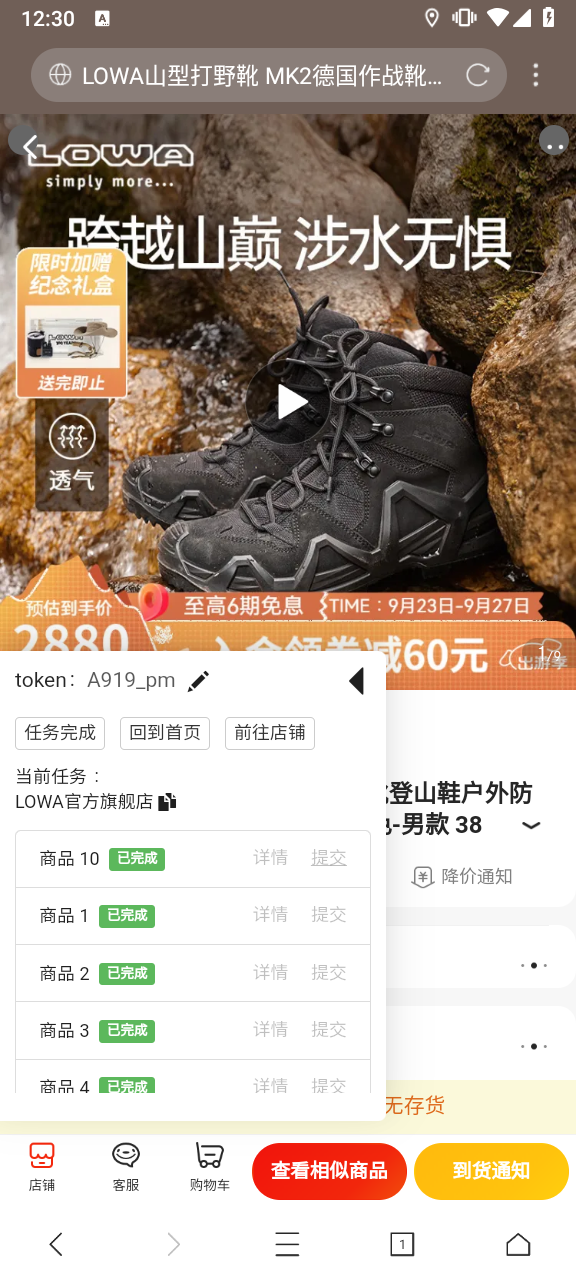 12:30
LOWA山型打野靴 MK2德国作战靴...
LOWA
simply more...
跨越山巅 涉水无惧
限时加赠
纪念礼盒
送完即止
透气
预估到手价
至高6期免息
TIME：9月23日-9月27日
2880
入会领券减60元
出游季
1/9
token： A919_pm
任务完成
回到首页
前往店铺
当前任务：
LOWA官方旗舰店
商品 10 已完成 详情 提交
商品 1 已完成 详情 提交
商品 2 已完成 详情 提交
商品 3 已完成 详情 提交
商品 4 已完成 详情 提交
登山鞋户外防
-男款 38
降价通知
无存货
店铺
客服
购物车
查看相似商品
到货通知
1